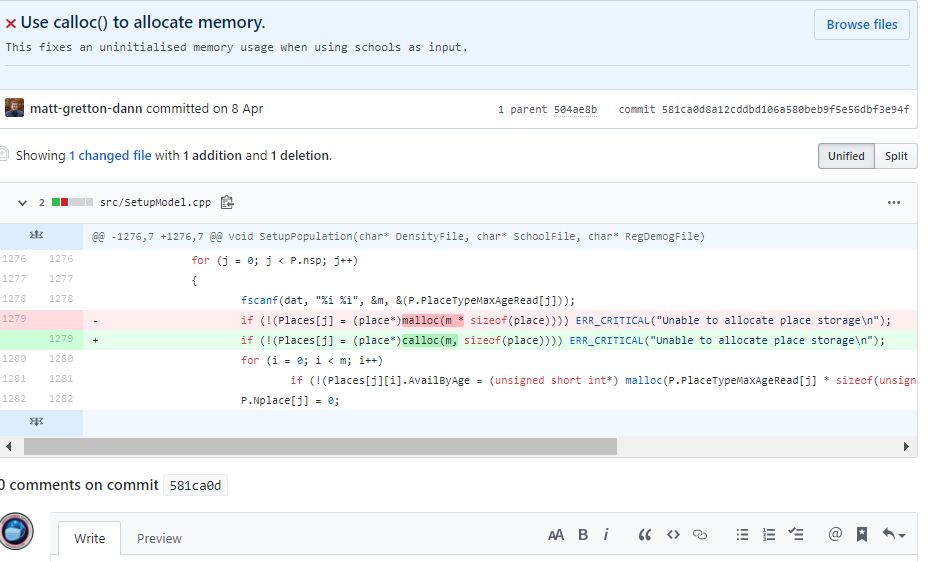 Use calloc() to allocate memory.
Browse files
This fixes an uninitialised memory usage when using schools as input.
matt-gretton-dann committed on 8 Apr
1 parent 504ae8b commit 581ca0d8a12cddbd106a580beb9f5e56dbf3e94f
Showing 1 changed file with 1 addition and 1 deletion.
Unified Split
2 src/SetupModel.cpp
@@ -1276,7 +1276,7 @@ void SetupPopulation(char* DensityFile, char* SchoolFile, char* RegDemogFile)
1276 1276 for (j = 0; j < P.nsp; j++)
1277 1277 {
1278 1278 fscanf(dat, "%i %i", &m, &(P.PlaceTypeMaxAgeRead[j]));
1279 - if (!(Places[j] = (place*)malloc(m * sizeof(place)))) ERR_CRITICAL("Unable to allocate place storage\n");
1279 + if (!(Places[j] = (place*)calloc(m, sizeof(place)))) ERR_CRITICAL("Unable to allocate place storage\n");
1280 1280 for (i = 0; i < m; i++)
1281 1281 if (!(Places[j][i].AvailByAge = (unsigned short int*) malloc(P.PlaceTypeMaxAgeRead[j] * sizeof(unsign
1282 1282 P.Nplace[j] = 0;
0 comments on commit 581ca0d
Write Preview AA B i